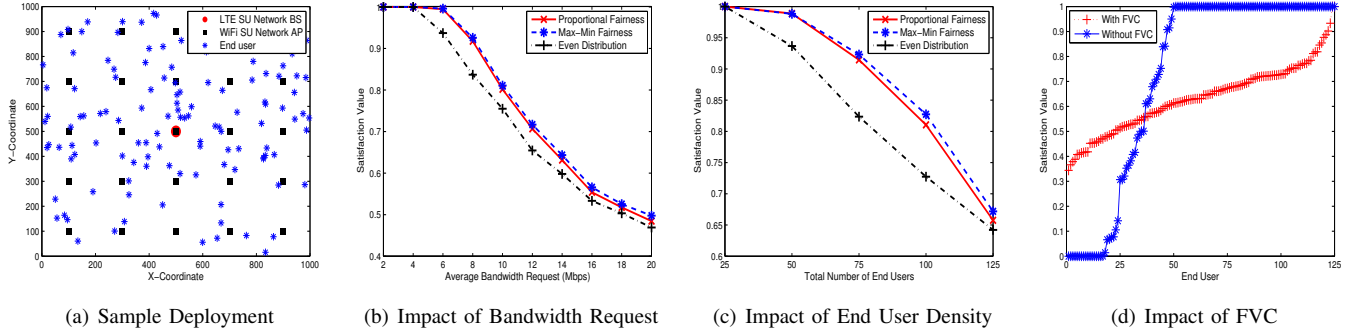 LTE SU Network BS
WiFi SU Network AP
End user
1000
900
800
700
600
500
400
300
200
100
0
0 200 400 600 800 1000
Y−Coordinate
X−Coordinate
(a) Sample Deployment
Proportional Fairness
Max−Min Fairness
Even Distribution
1
0.9
0.8
0.7
0.6
0.5
0.4
2 4 6 8 10 12 14 16 18 20
Satisfaction Value
Average Bandwidth Request (Mbps)
(b) Impact of Bandwidth Request
Proportional Fairness
Max−Min Fairness
Even Distribution
1
0.95
0.9
0.85
0.8
0.75
0.7
0.65
25 50 75 100 125
Satisfaction Value
Total Number of End Users
(c) Impact of End User Density
With FVC
Without FVC
1
0.9
0.8
0.7
0.6
0.5
0.4
0.3
0.2
0.1
0
0 25 50 75 100 125
Satisfaction Value
End User
(d) Impact of FVC